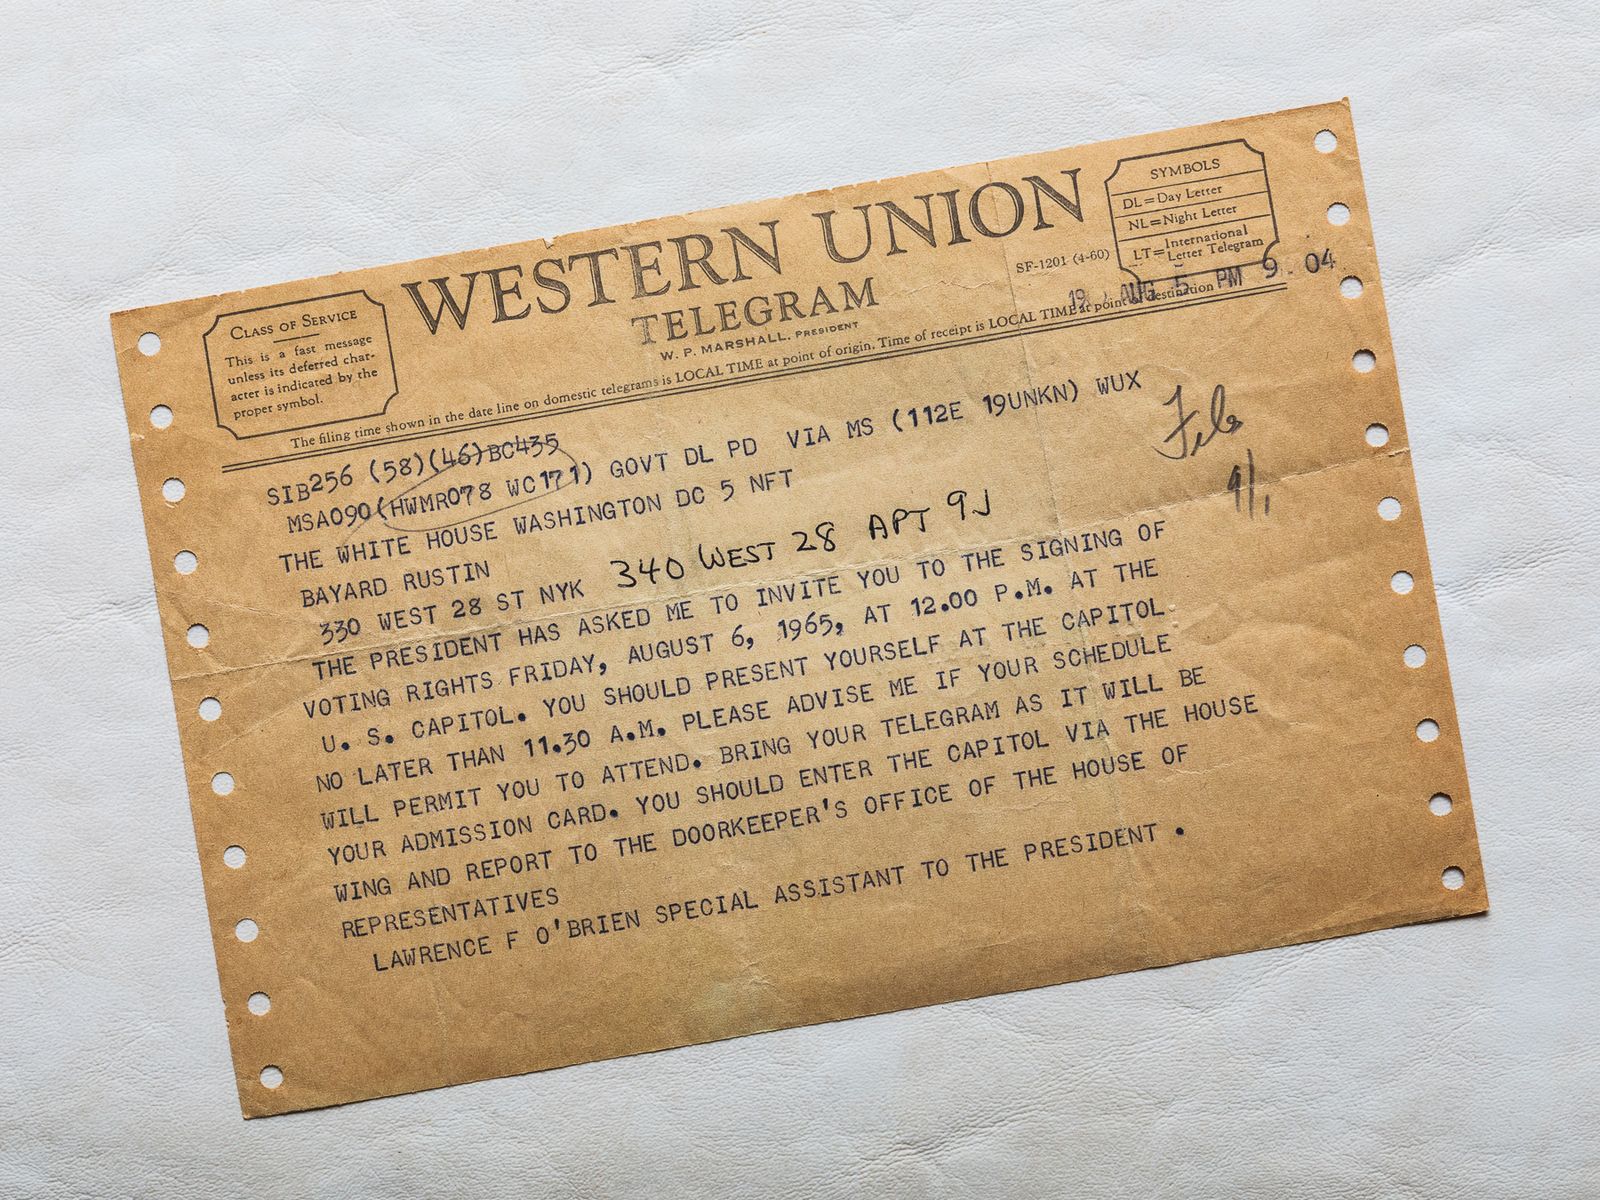 CLASS OF SERVICE
This is a fast message
unless its deferred char-
acter is indicated by the
proper symbol.
WESTERN UNION
TELEGRAM
W. P. MARSHALL, PRESIDENT
SF-1201 (4-60)
SYMBOLS
DL=Day Letter
NL=Night Letter
LT=International Letter Telegram
19 AUG 5 PM 9 04
The filing time shown in the date line on domestic telegrams is LOCAL TIME at point of origin. Time of receipt is LOCAL TIME at point of destination
SIB256 (58)(46)BC435
MSA090(HWMR078 WC171) GOVT DL PD VIA MS (112E 19UNKN) WUX
THE WHITE HOUSE WASHINGTON DC 5 NFT
BAYARD RUSTIN
330 WEST 28 ST NYK 340 WEST 28 APT 9J
THE PRESIDENT HAS ASKED ME TO INVITE YOU TO THE SIGNING OF
VOTING RIGHTS FRIDAY, AUGUST 6, 1965, AT 12.00 P.M. AT THE
U. S. CAPITOL. YOU SHOULD PRESENT YOURSELF AT THE CAPITOL
NO LATER THAN 11.30 A.M. PLEASE ADVISE ME IF YOUR SCHEDULE
WILL PERMIT YOU TO ATTEND. BRING YOUR TELEGRAM AS IT WILL BE
YOUR ADMISSION CARD. YOU SHOULD ENTER THE CAPITOL VIA THE HOUSE
WING AND REPORT TO THE DOORKEEPER'S OFFICE OF THE HOUSE OF
REPRESENTATIVES
LAWRENCE F O'BRIEN SPECIAL ASSISTANT TO THE PRESIDENT .